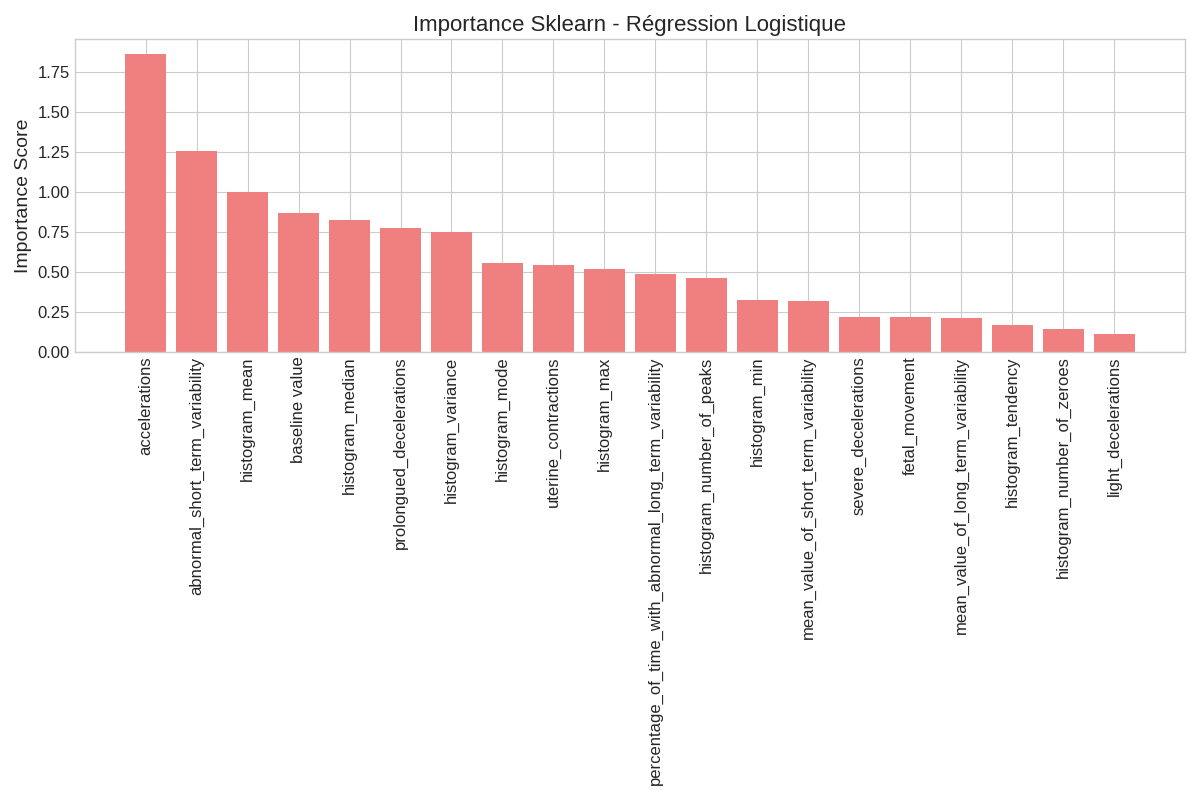 Importance Sklearn - Régression Logistique
Importance Score
1.75
1.50
1.25
1.00
0.75
0.50
0.25
0.00
accelerations
abnormal_short_term_variability
histogram_mean
baseline value
histogram_median
prolongued_decelerations
histogram_variance
histogram_mode
uterine_contractions
histogram_max
percentage_of_time_with_abnormal_long_term_variability
histogram_number_of_peaks
histogram_min
mean_value_of_short_term_variability
severe_decelerations
fetal_movement
mean_value_of_long_term_variability
histogram_tendency
histogram_number_of_zeroes
light_decelerations